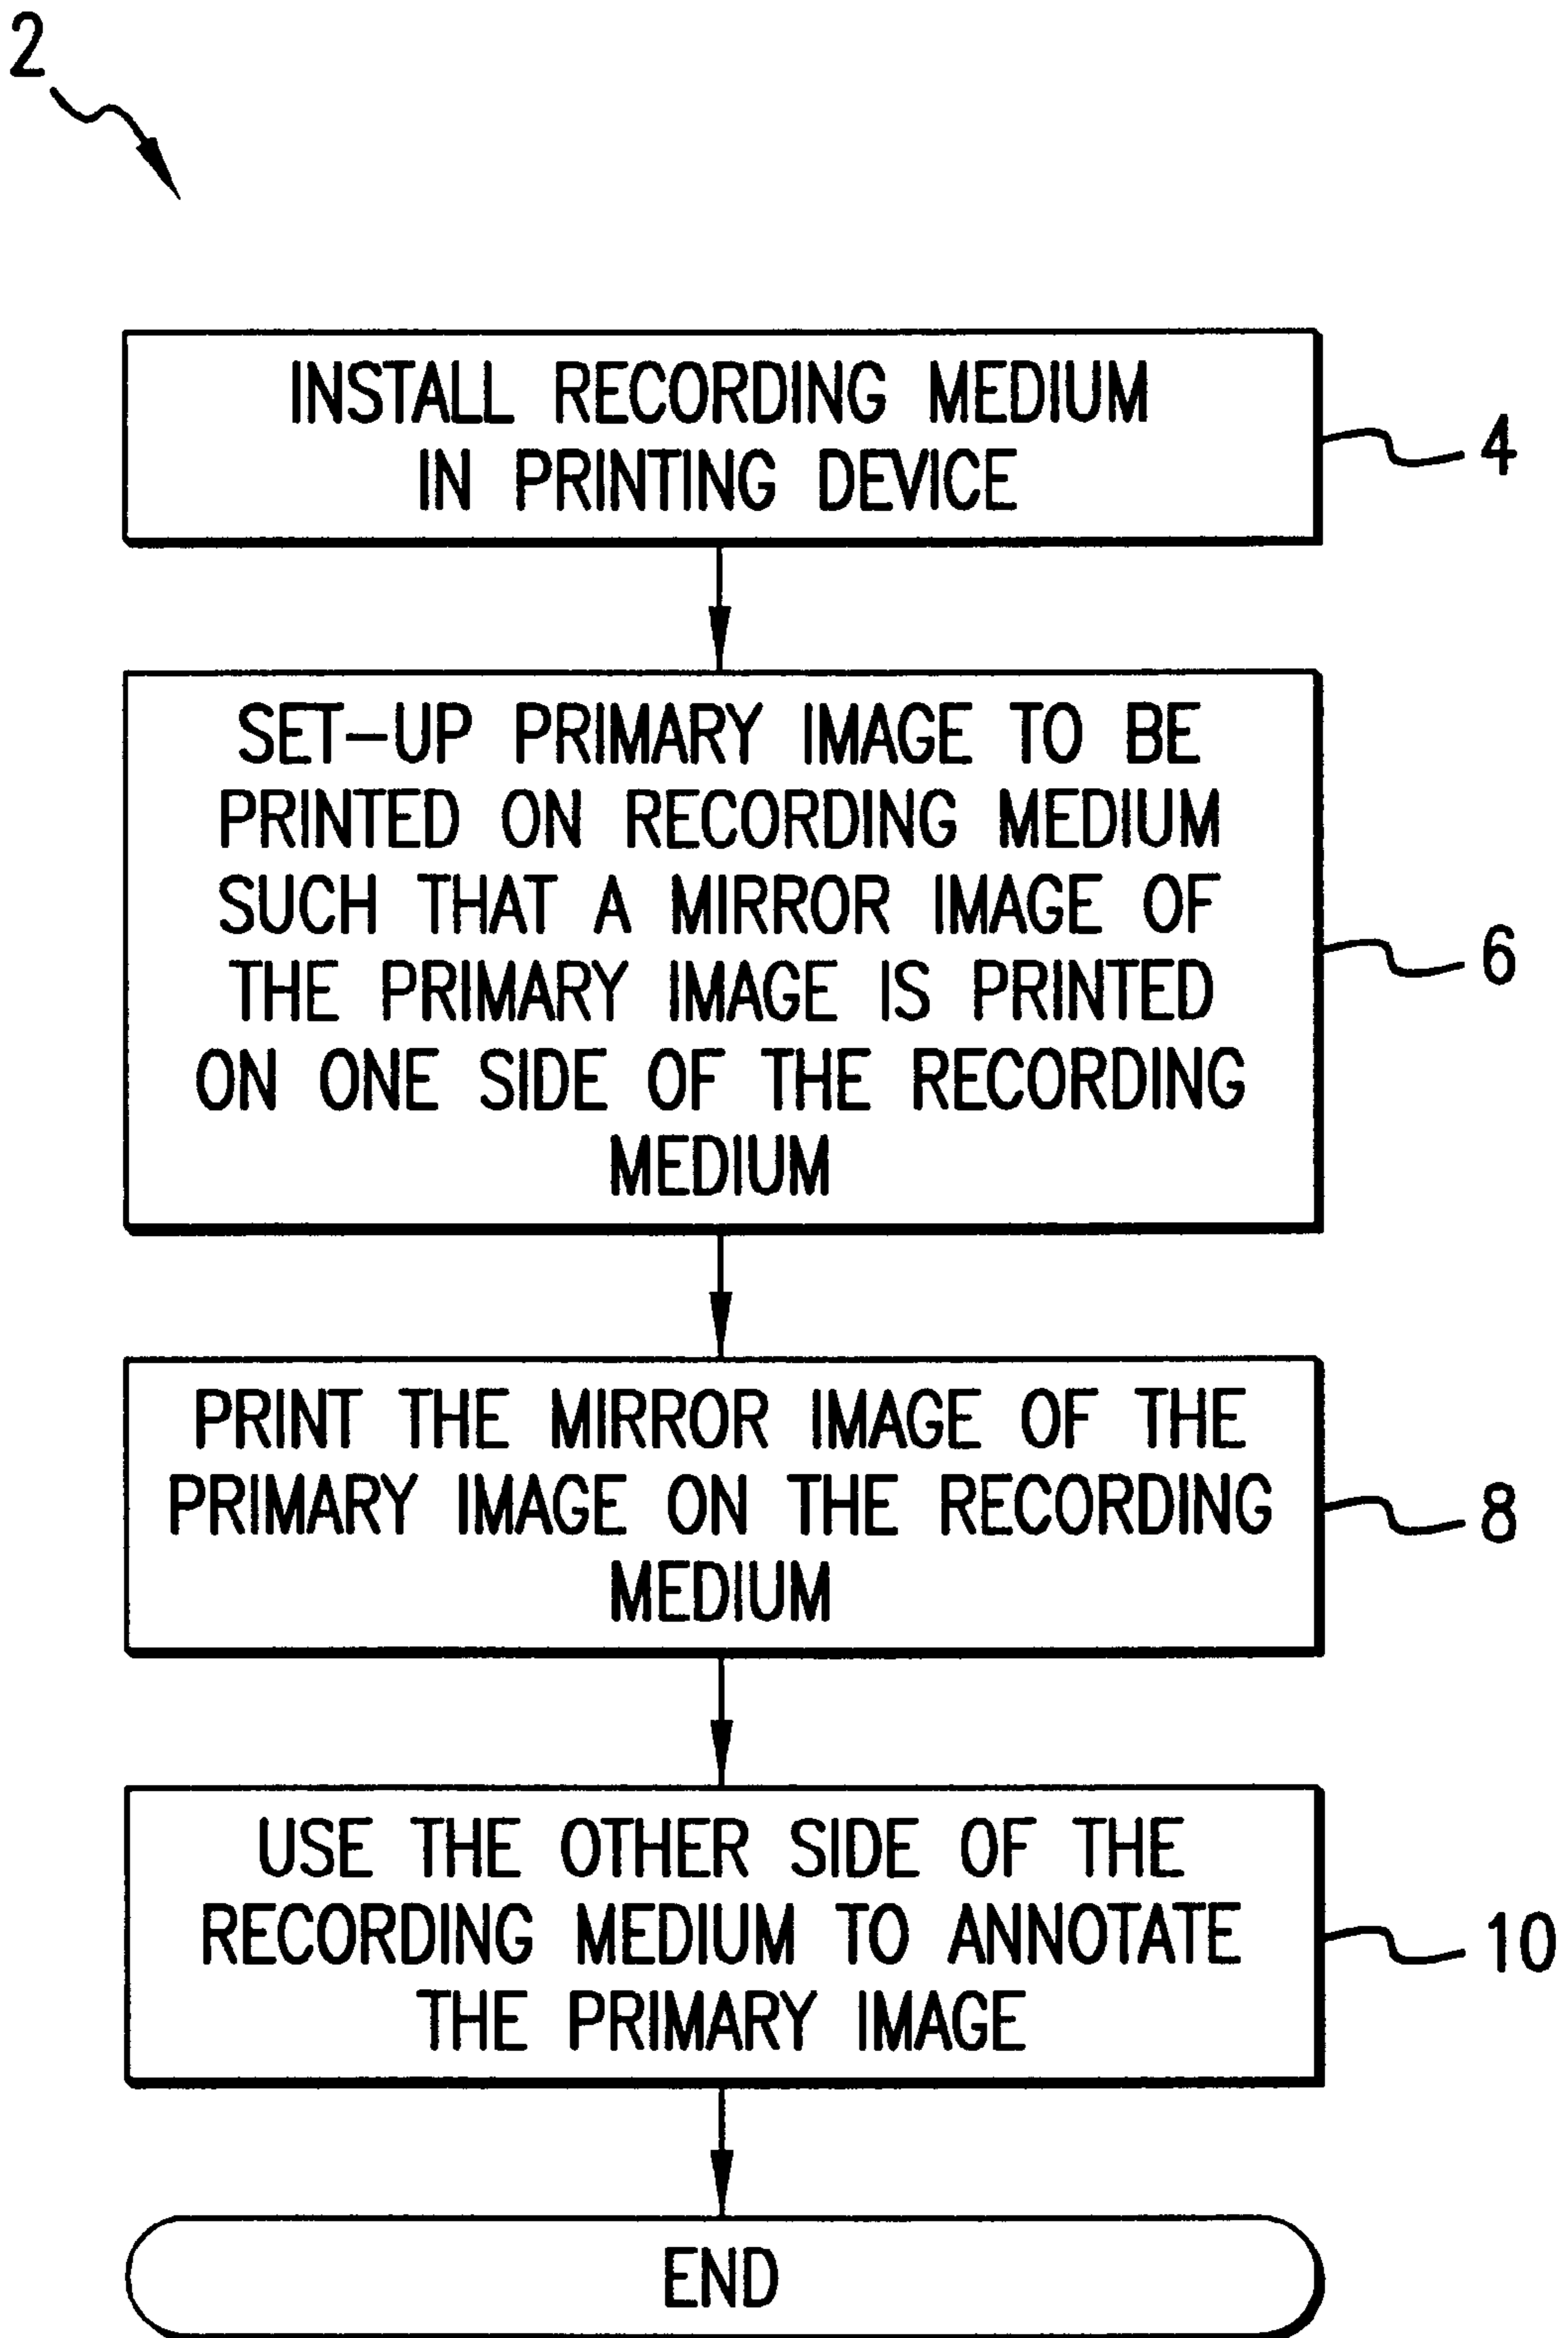 2
INSTALL RECORDING MEDIUM
IN PRINTING DEVICE
4
SET-UP PRIMARY IMAGE TO BE
PRINTED ON RECORDING MEDIUM
SUCH THAT A MIRROR IMAGE OF
THE PRIMARY IMAGE IS PRINTED
ON ONE SIDE OF THE RECORDING
MEDIUM
6
PRINT THE MIRROR IMAGE OF THE
PRIMARY IMAGE ON THE RECORDING
MEDIUM
8
USE THE OTHER SIDE OF THE
RECORDING MEDIUM TO ANNOTATE
THE PRIMARY IMAGE
10
END